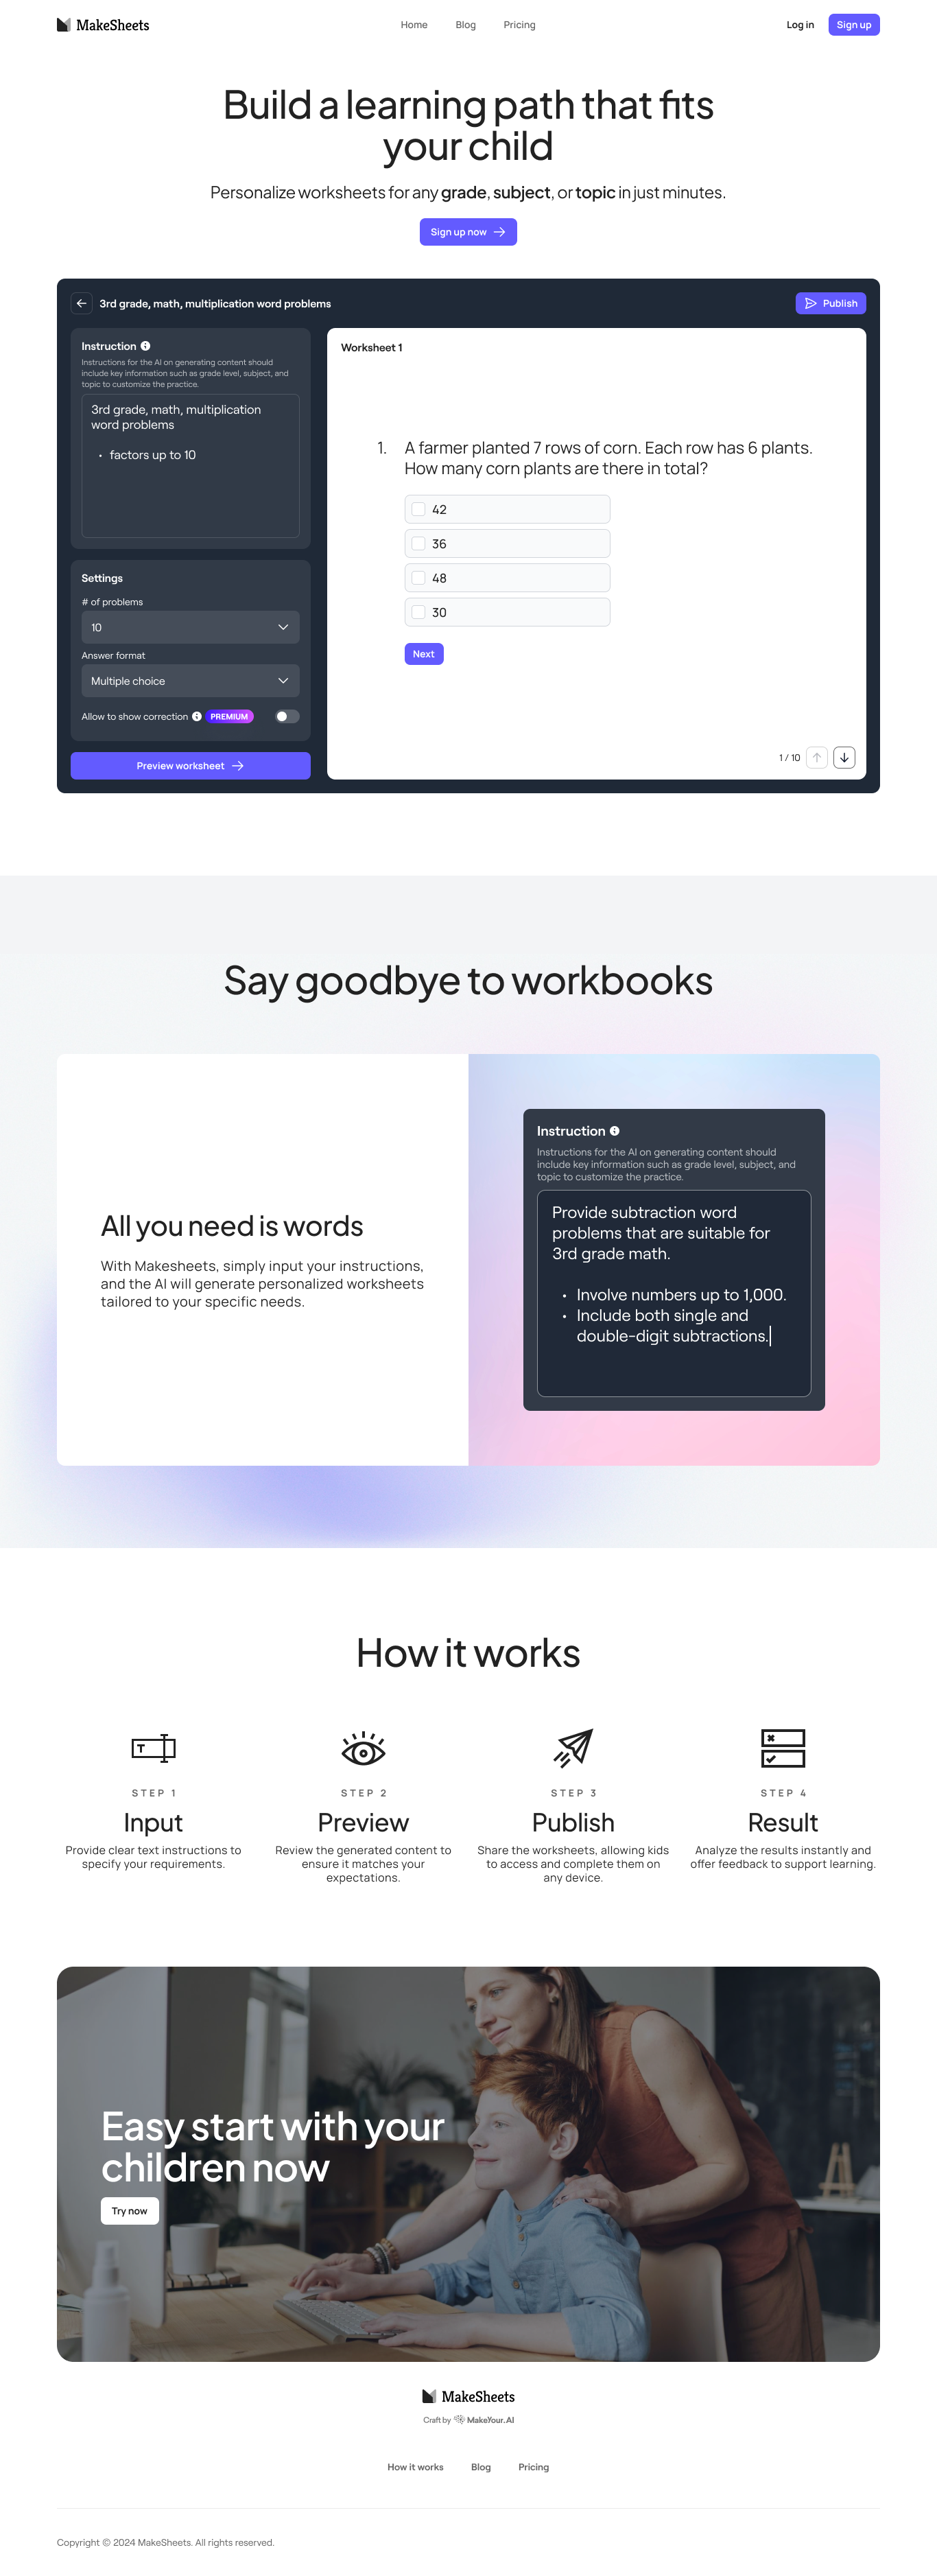 MakeSheets
Home
Blog
Pricing
Log in
Sign up
Build a learning path that fits
your child
Personalize worksheets for any grade, subject, or topic in just minutes.
Sign up now
3rd grade, math, multiplication word problems
Publish
Instruction
Instructions for the AI on generating content should
include key information such as grade level, subject, and
topic to customize the practice.
3rd grade, math, multiplication
word problems
• factors up to 10
Settings
# of problems
10
Answer format
Multiple choice
Allow to show correction
PREMIUM
Preview worksheet
Worksheet 1
1. A farmer planted 7 rows of corn. Each row has 6 plants.
How many corn plants are there in total?
42
36
48
30
Next
1 / 10
Say goodbye to workbooks
All you need is words
With Makesheets, simply input your instructions,
and the AI will generate personalized worksheets
tailored to your specific needs.
Instruction
Instructions for the AI on generating content should
include key information such as grade level, subject, and
topic to customize the practice.
Provide subtraction word
problems that are suitable for
3rd grade math.
• Involve numbers up to 1,000.
• Include both single and
double-digit subtractions.
How it works
STEP 1
Input
Provide clear text instructions to
specify your requirements.
STEP 2
Preview
Review the generated content to
ensure it matches your
expectations.
STEP 3
Publish
Share the worksheets, allowing kids
to access and complete them on
any device.
STEP 4
Result
Analyze the results instantly and
offer feedback to support learning.
Easy start with your
children now
Try now
MakeSheets
Craft by MakeYour.AI
How it works
Blog
Pricing
Copyright © 2024 MakeSheets. All rights reserved.